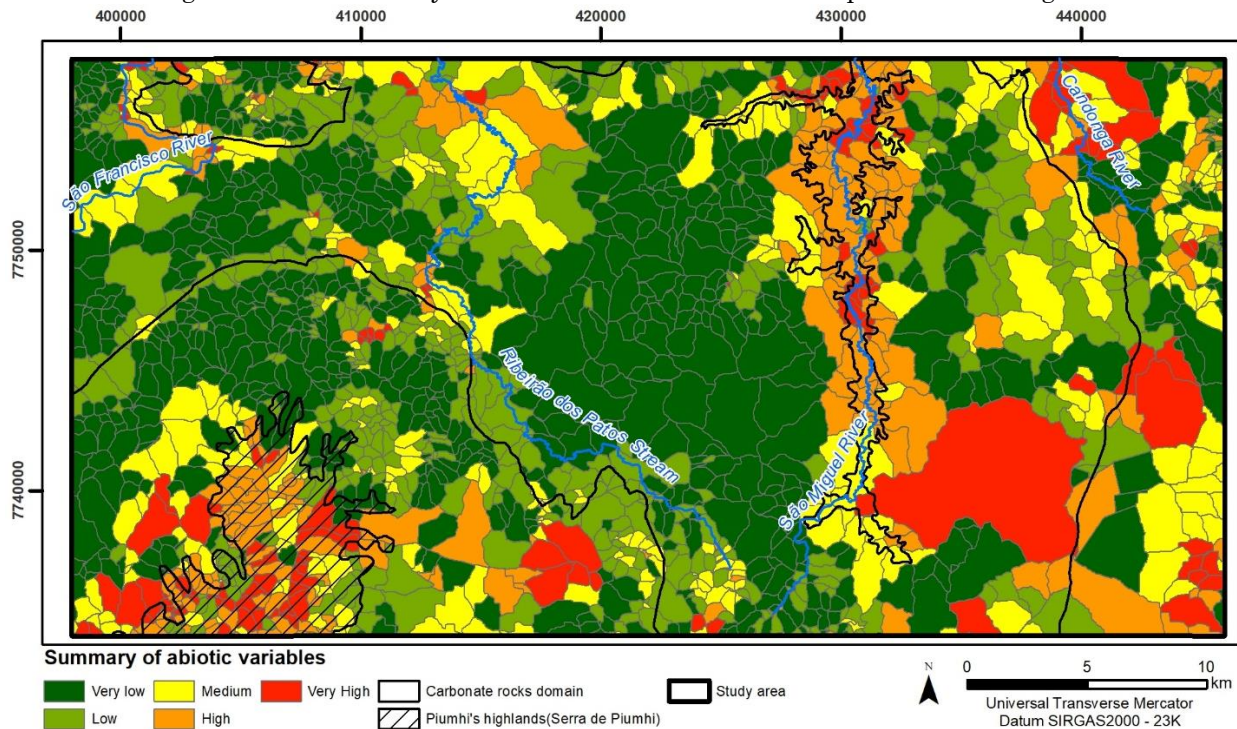 400000 410000 420000 430000 440000
São Francisco River
Candonga River
7750000
Ribeirão dos Patos Stream
São Miguel River
7740000
Summary of abiotic variables
Very low Medium Very High Carbonate rocks domain Study area
Low High Piumhi's highlands(Serra de Piumhi)
N
0 5 10
km
Universal Transverse Mercator
Datum SIRGAS2000 - 23K